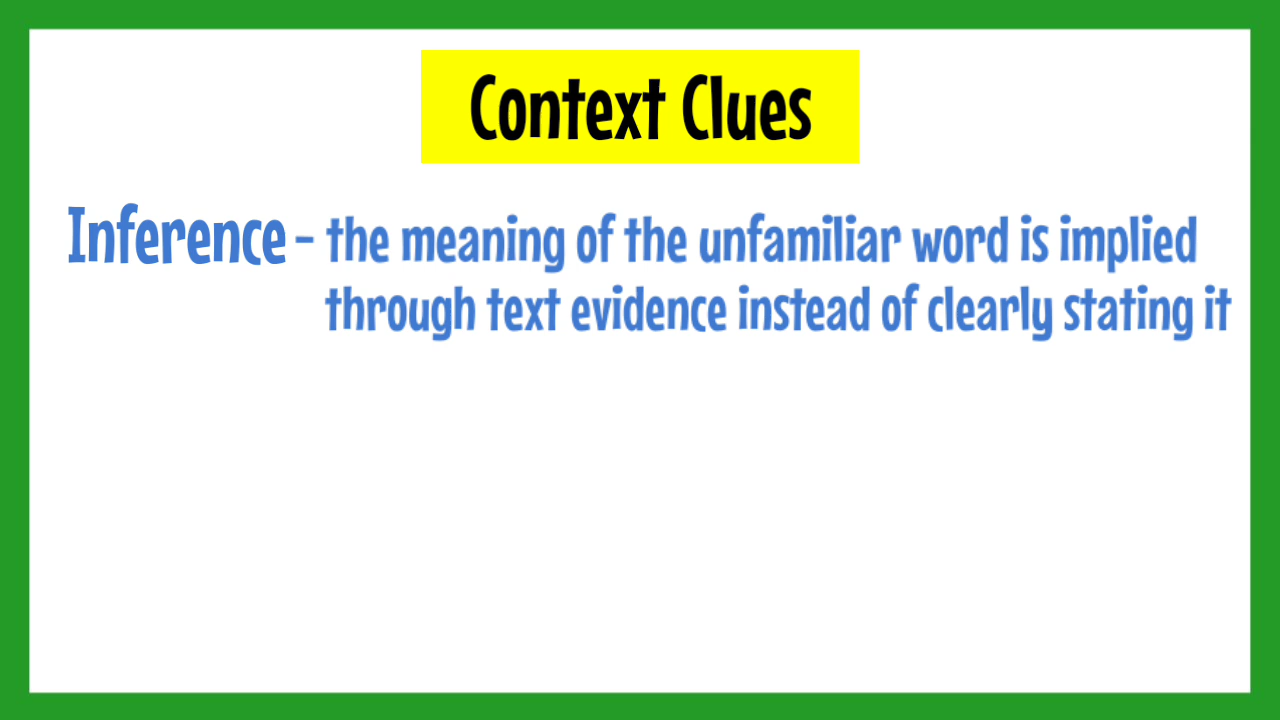 Context Clues
Inference - the meaning of the unfamiliar word is implied
through text evidence instead of clearly stating it